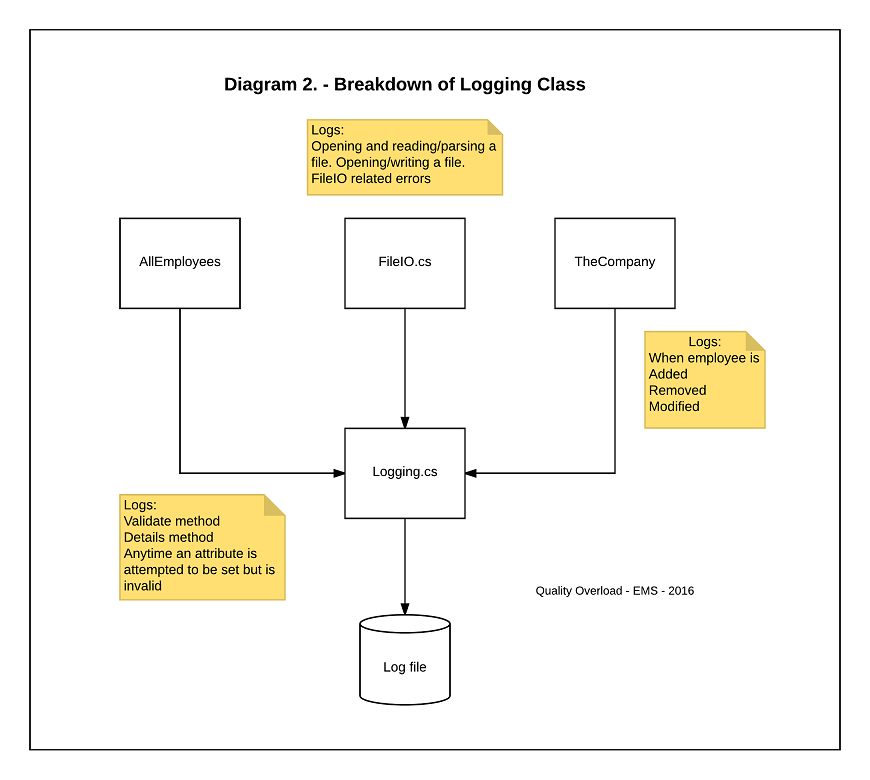 Diagram 2. - Breakdown of Logging Class
Logs:
Opening and reading/parsing a
file. Opening/writing a file.
FileIO related errors
AllEmployees
FileIO.cs
TheCompany
Logs:
When employee is
Added
Removed
Modified
Logging.cs
Logs:
Validate method
Details method
Anytime an attribute is
attempted to be set but is
invalid
Quality Overload - EMS - 2016
Log file